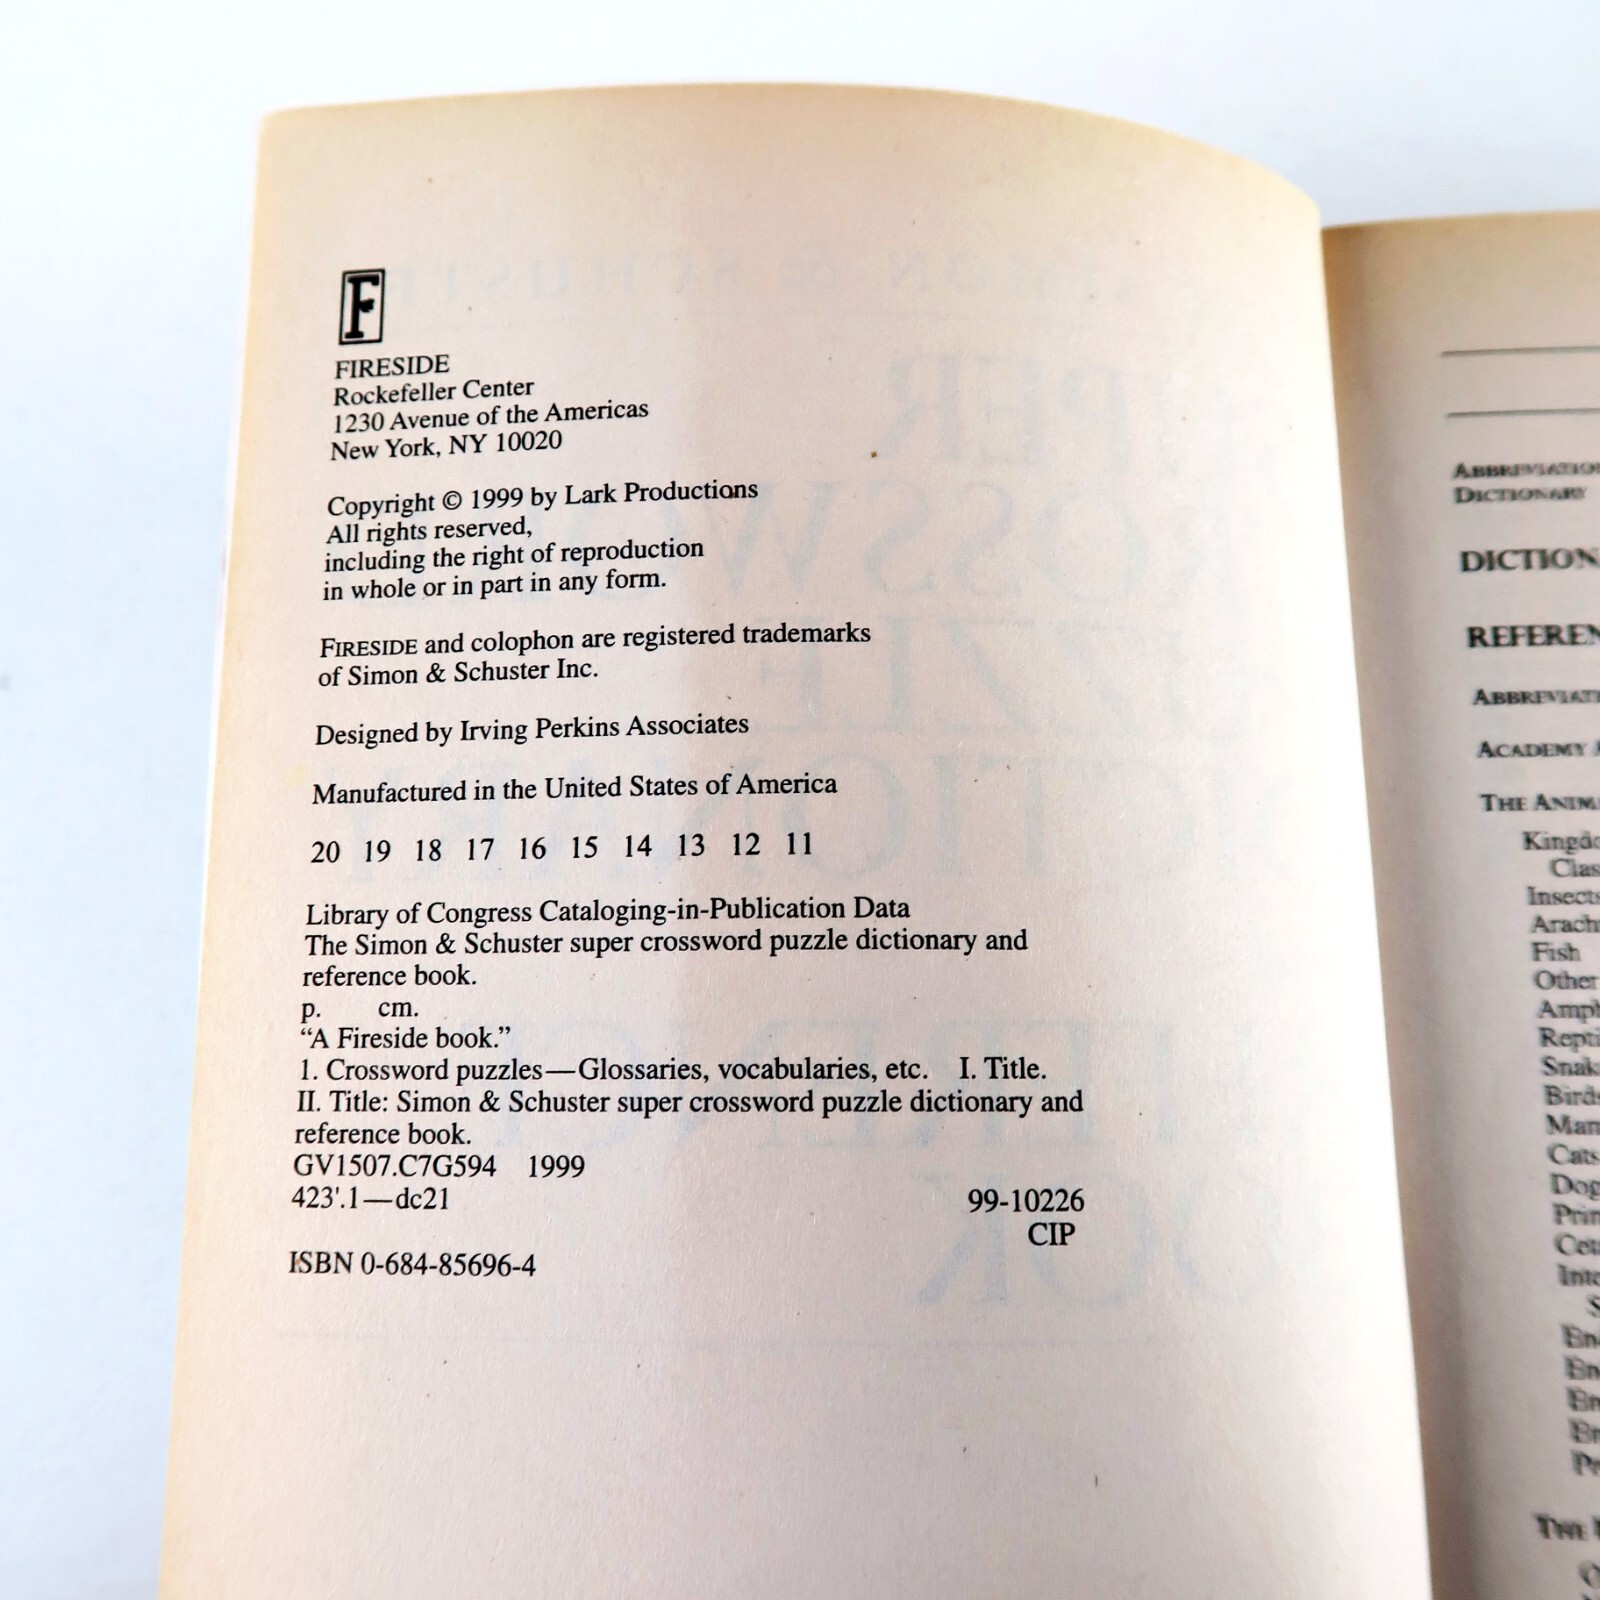 F
FIRESIDE
Rockefeller Center
1230 Avenue of the Americas
New York, NY 10020
Copyright © 1999 by Lark Productions
All rights reserved,
including the right of reproduction
in whole or in part in any form.
FIRESIDE and colophon are registered trademarks
of Simon & Schuster Inc.
Designed by Irving Perkins Associates
Manufactured in the United States of America
20 19 18 17 16 15 14 13 12 11
Library of Congress Cataloging-in-Publication Data
The Simon & Schuster super crossword puzzle dictionary and
reference book.
p. cm.
“A Fireside book.”
1. Crossword puzzles—Glossaries, vocabularies, etc. I. Title.
II. Title: Simon & Schuster super crossword puzzle dictionary and
reference book.
GV1507.C7G594 1999
423'.1—dc21
99-10226
CIP
ISBN 0-684-85696-4
DICTIONARY
ACADEMY
THE
Fish
Other